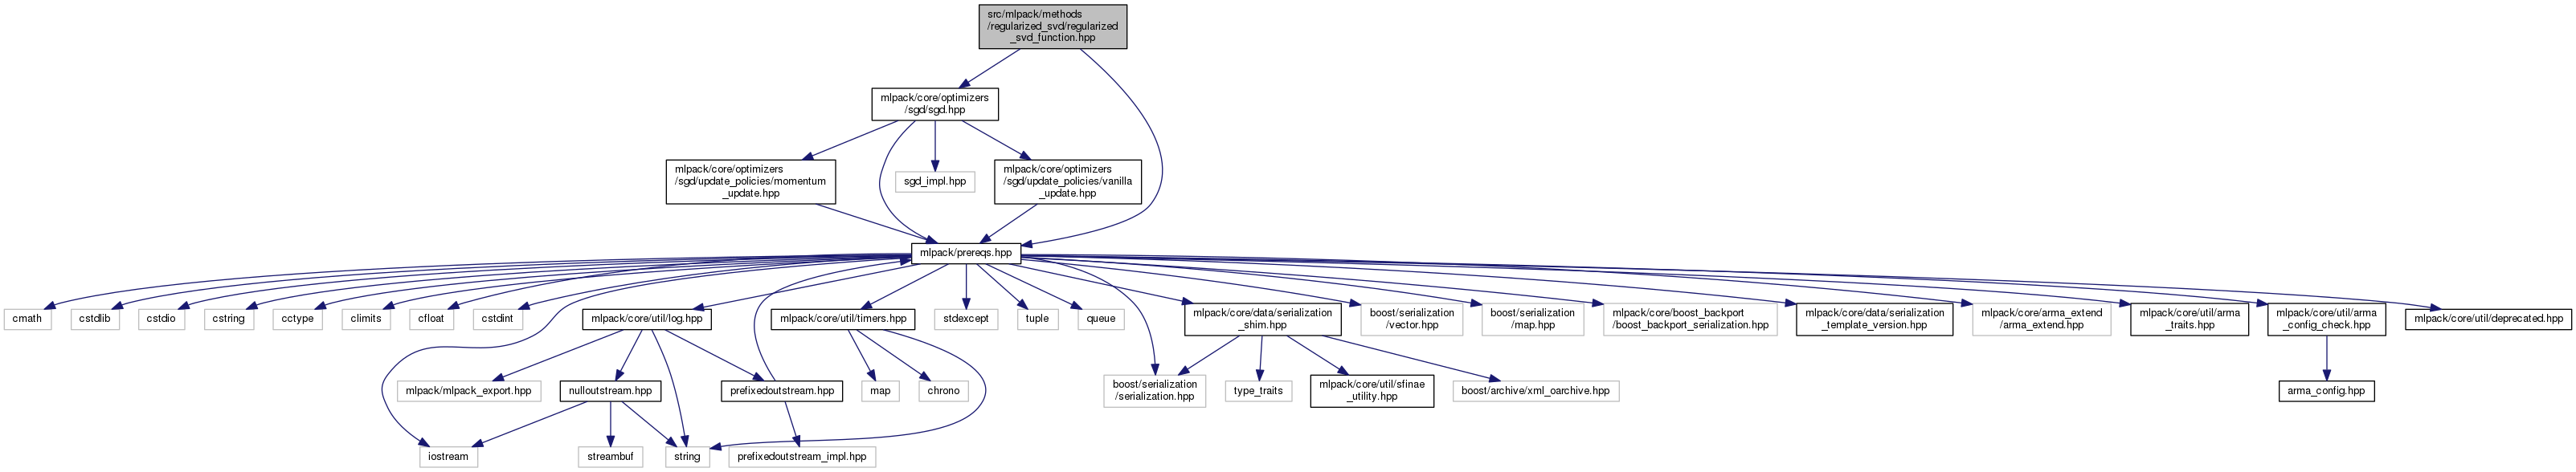 src/mlpack/methods
/regularized_svd/regularized
_svd_function.hpp
mlpack/core/optimizers
/sgd/sgd.hpp
mlpack/core/optimizers
/sgd/update_policies/momentum
_update.hpp
sgd_impl.hpp
mlpack/core/optimizers
/sgd/update_policies/vanilla
_update.hpp
mlpack/prereqs.hpp
cmath
cstdlib
cstdio
cstring
cctype
climits
cfloat
cstdint
mlpack/core/util/log.hpp
mlpack/core/util/timers.hpp
stdexcept
tuple
queue
mlpack/core/data/serialization
_shim.hpp
boost/serialization
/vector.hpp
boost/serialization
/map.hpp
mlpack/core/boost_backport
/boost_backport_serialization.hpp
mlpack/core/data/serialization
_template_version.hpp
mlpack/core/arma_extend
/arma_extend.hpp
mlpack/core/util/arma
_traits.hpp
mlpack/core/util/arma
_config_check.hpp
mlpack/core/util/deprecated.hpp
mlpack/mlpack_export.hpp
nulloutstream.hpp
prefixedoutstream.hpp
map
chrono
boost/serialization
/serialization.hpp
type_traits
mlpack/core/util/sfinae
_utility.hpp
boost/archive/xml_oarchive.hpp
arma_config.hpp
iostream
streambuf
string
prefixedoutstream_impl.hpp